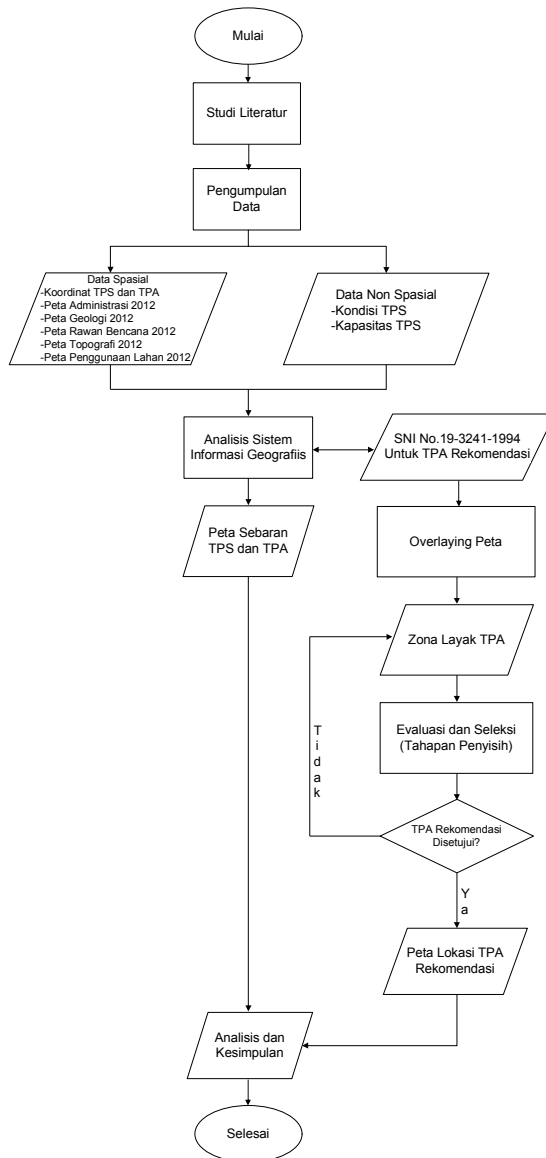 Mulai
Studi Literatur
Pengumpulan
Data
Data Spasial
-Koordinat TPS dan TPA
-Peta Administrasi 2012
-Peta Geologi 2012
-Peta Rawan Bencana 2012
-Peta Topografi 2012
-Peta Penggunaan Lahan 2012
Data Non Spasial
-Kondisi TPS
-Kapasitas TPS
Analisis Sistem
Informasi Geografiis
SNI No.19-3241-1994
Untuk TPA Rekomendasi
Peta Sebaran
TPS dan TPA
Overlaying Peta
Zona Layak TPA
Evaluasi dan Seleksi
(Tahapan Penyisih)
Tidak
TPA Rekomendasi
Disetujui?
Ya
Peta Lokasi TPA
Rekomendasi
Analisis dan
Kesimpulan
Selesai